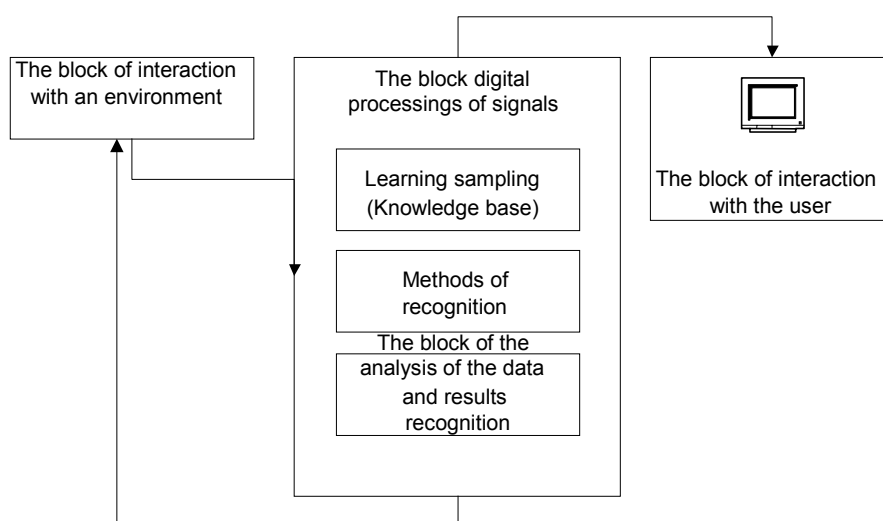 The block of interaction
with an environment
The block digital
processings of signals
Learning sampling
(Knowledge base)
Methods of
recognition
The block of the
analysis of the data
and results
recognition
The block of interaction
with the user